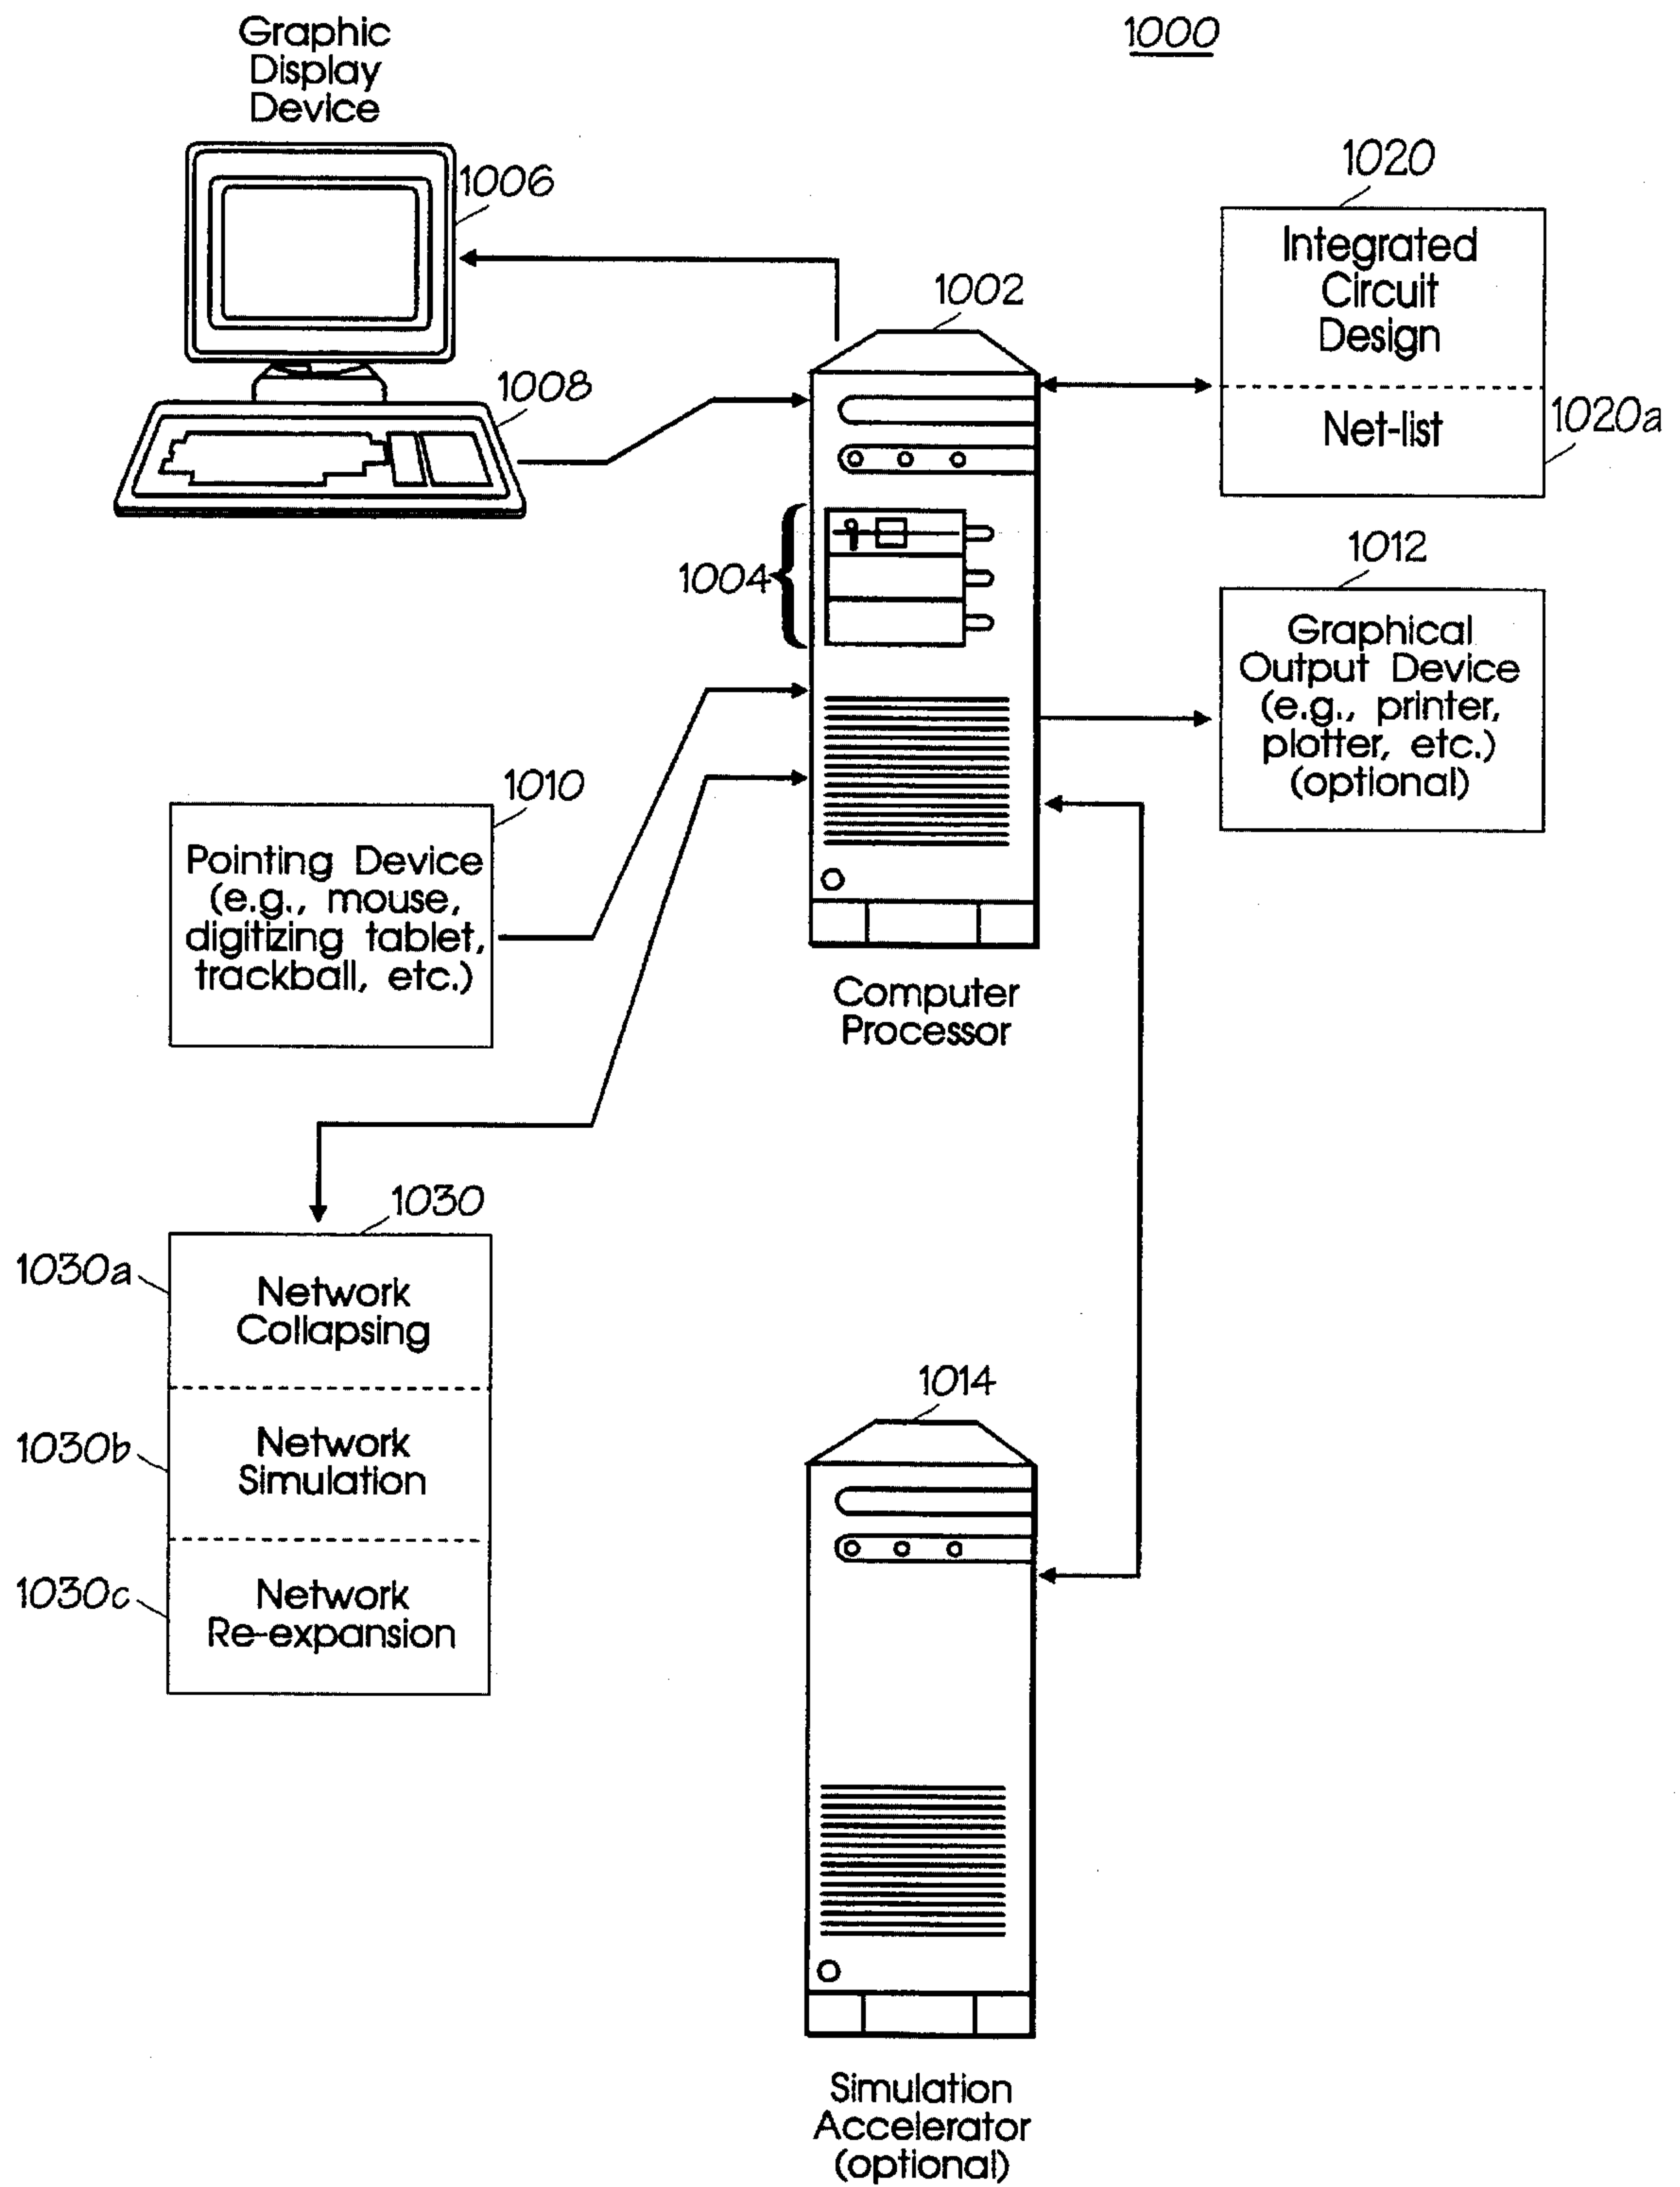 Graphic
Display
Device
1000
1006
1020
Integrated
Circuit
Design
Net-list
1020a
1002
1008
1004
1012
Graphical
Output Device
(e.g., printer,
plotter, etc.)
(optional)
1010
Pointing Device
(e.g., mouse,
digitizing tablet,
trackball, etc.)
Computer
Processor
1030
1030a
Network
Collapsing
1030b
Network
Simulation
1030c
Network
Re-expansion
1014
Simulation
Accelerator
(optional)